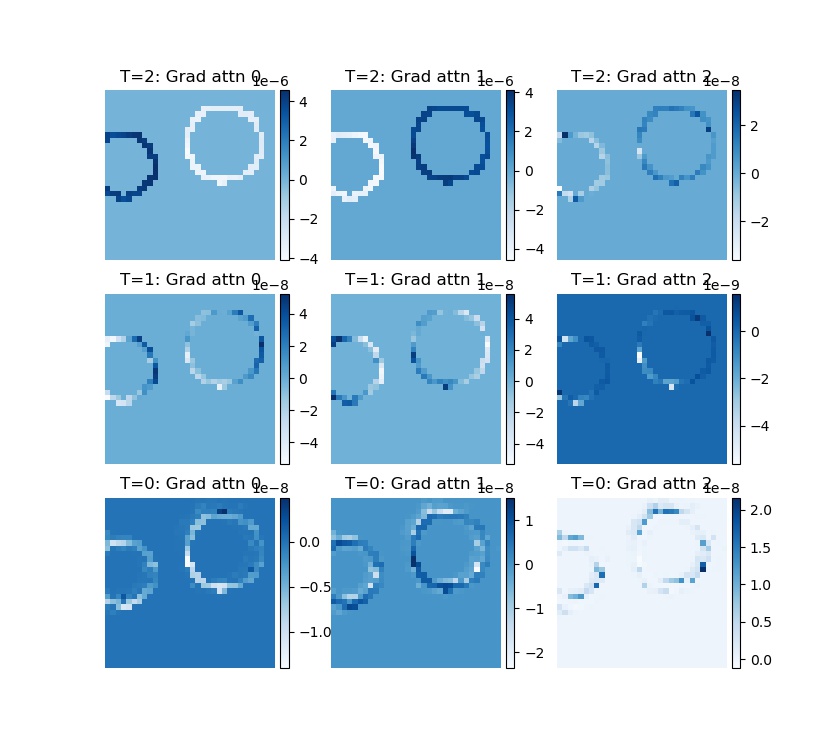 T=2: Grad attn 0
1e−6
4
2
0
−2
−4
T=2: Grad attn 1
1e−6
4
2
0
−2
−4
T=2: Grad attn 2
1e−8
2
0
−2
T=1: Grad attn 0
1e−8
4
2
0
−2
−4
T=1: Grad attn 1
1e−8
4
2
0
−2
−4
T=1: Grad attn 2
1e−9
0
−2
−4
T=0: Grad attn 0
1e−8
0.0
−0.5
−1.0
T=0: Grad attn 1
1e−8
1
0
−1
−2
T=0: Grad attn 2
1e−8
2.0
1.5
1.0
0.5
0.0